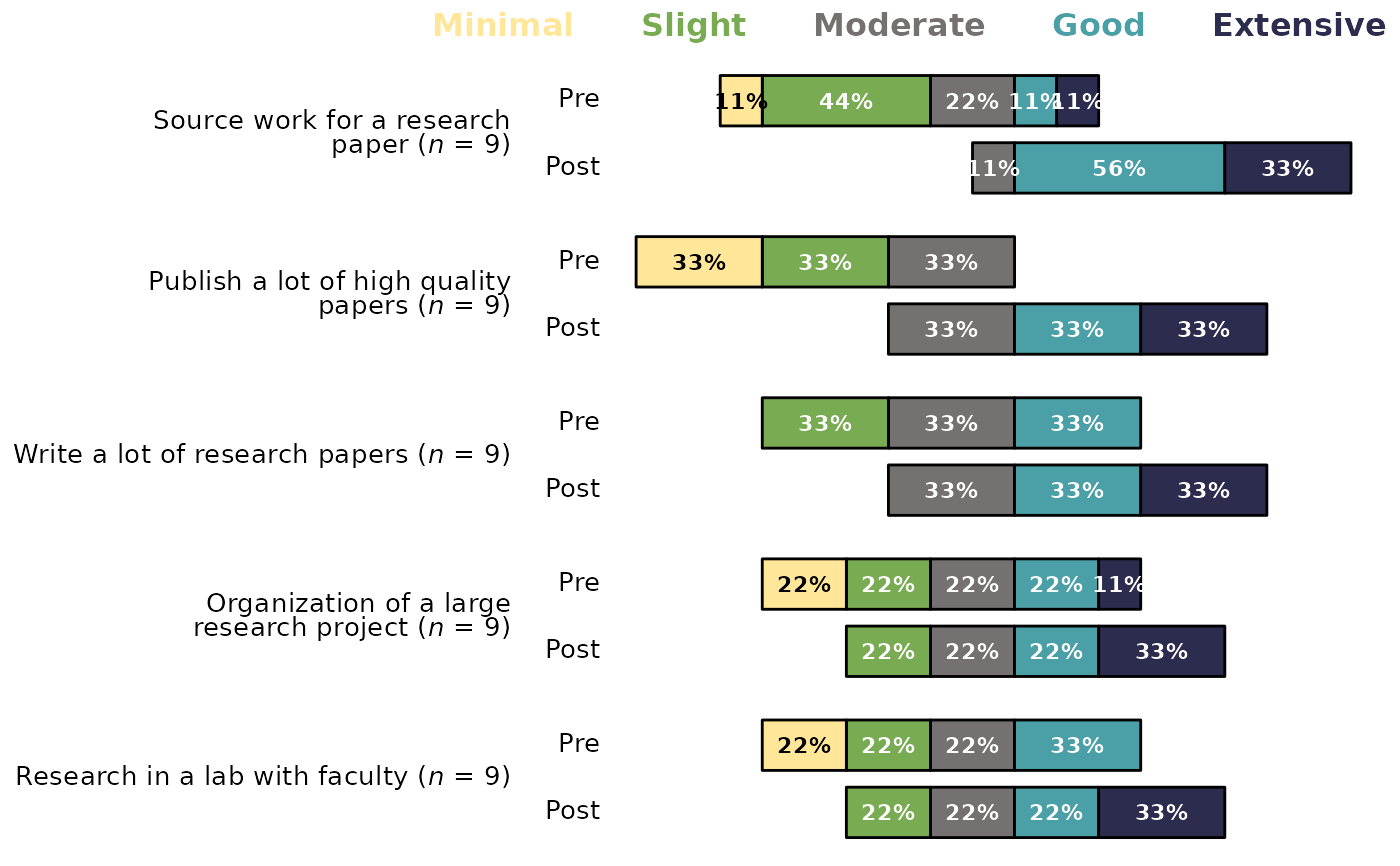 Minimal Slight Moderate Good Extensive
Pre 11% 44% 22% 11% 11%
Source work for a research
paper (n = 9)
Post 11% 56% 33%
Pre 33% 33% 33%
Publish a lot of high quality
papers (n = 9)
Post 33% 33% 33%
Pre 33% 33% 33%
Write a lot of research papers (n = 9)
Post 33% 33% 33%
Pre 22% 22% 22% 22% 11%
Organization of a large
research project (n = 9)
Post 22% 22% 22% 33%
Pre 22% 22% 22% 33%
Research in a lab with faculty (n = 9)
Post 22% 22% 22% 33%